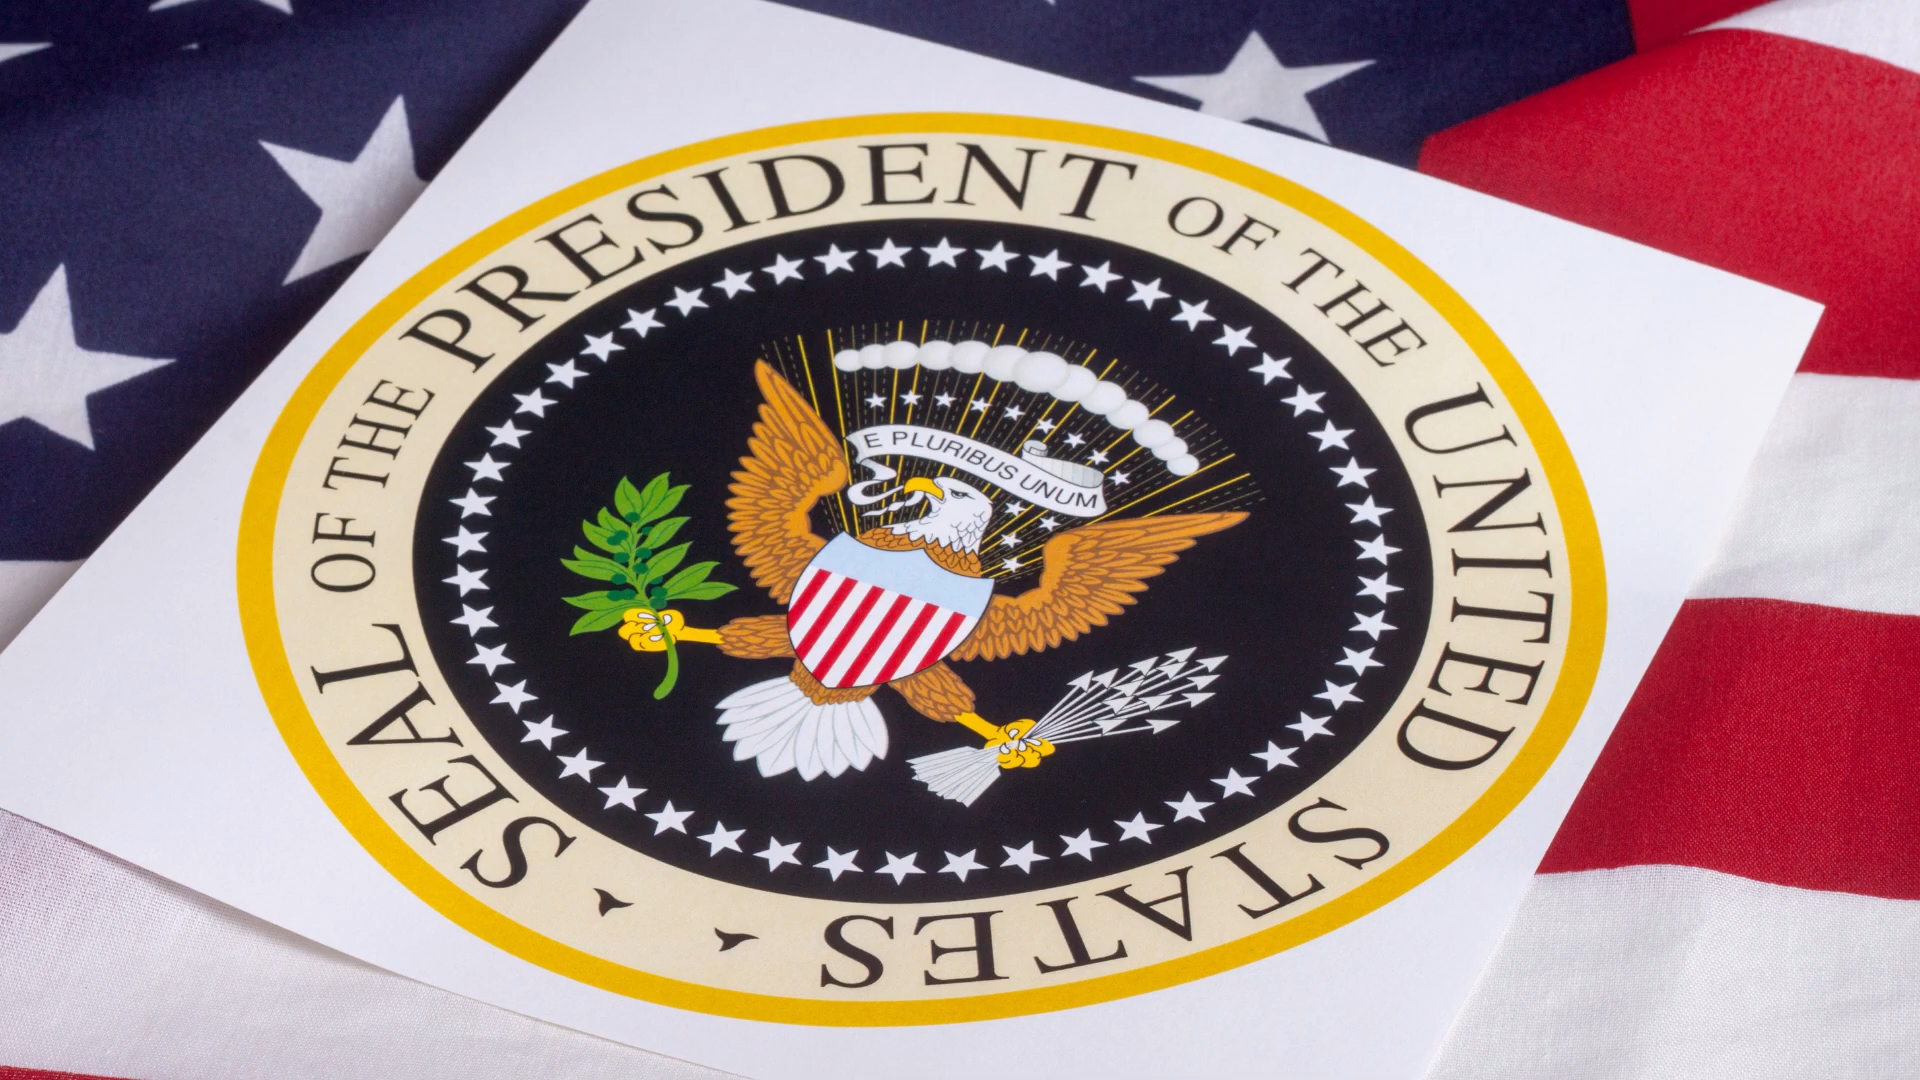 SEAL OF THE PRESIDENT OF THE UNITED STATES
E PLURIBUS UNUM